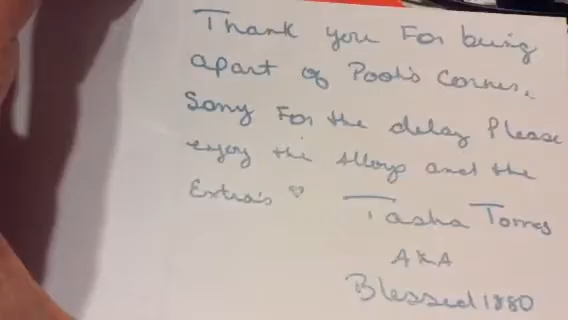 Thank you For being
apart of Pooh's Corner.
Sorry For the delay Please
enjoy the and the
Extra's ♡
Tasha Torres
AKA
Blessed1880